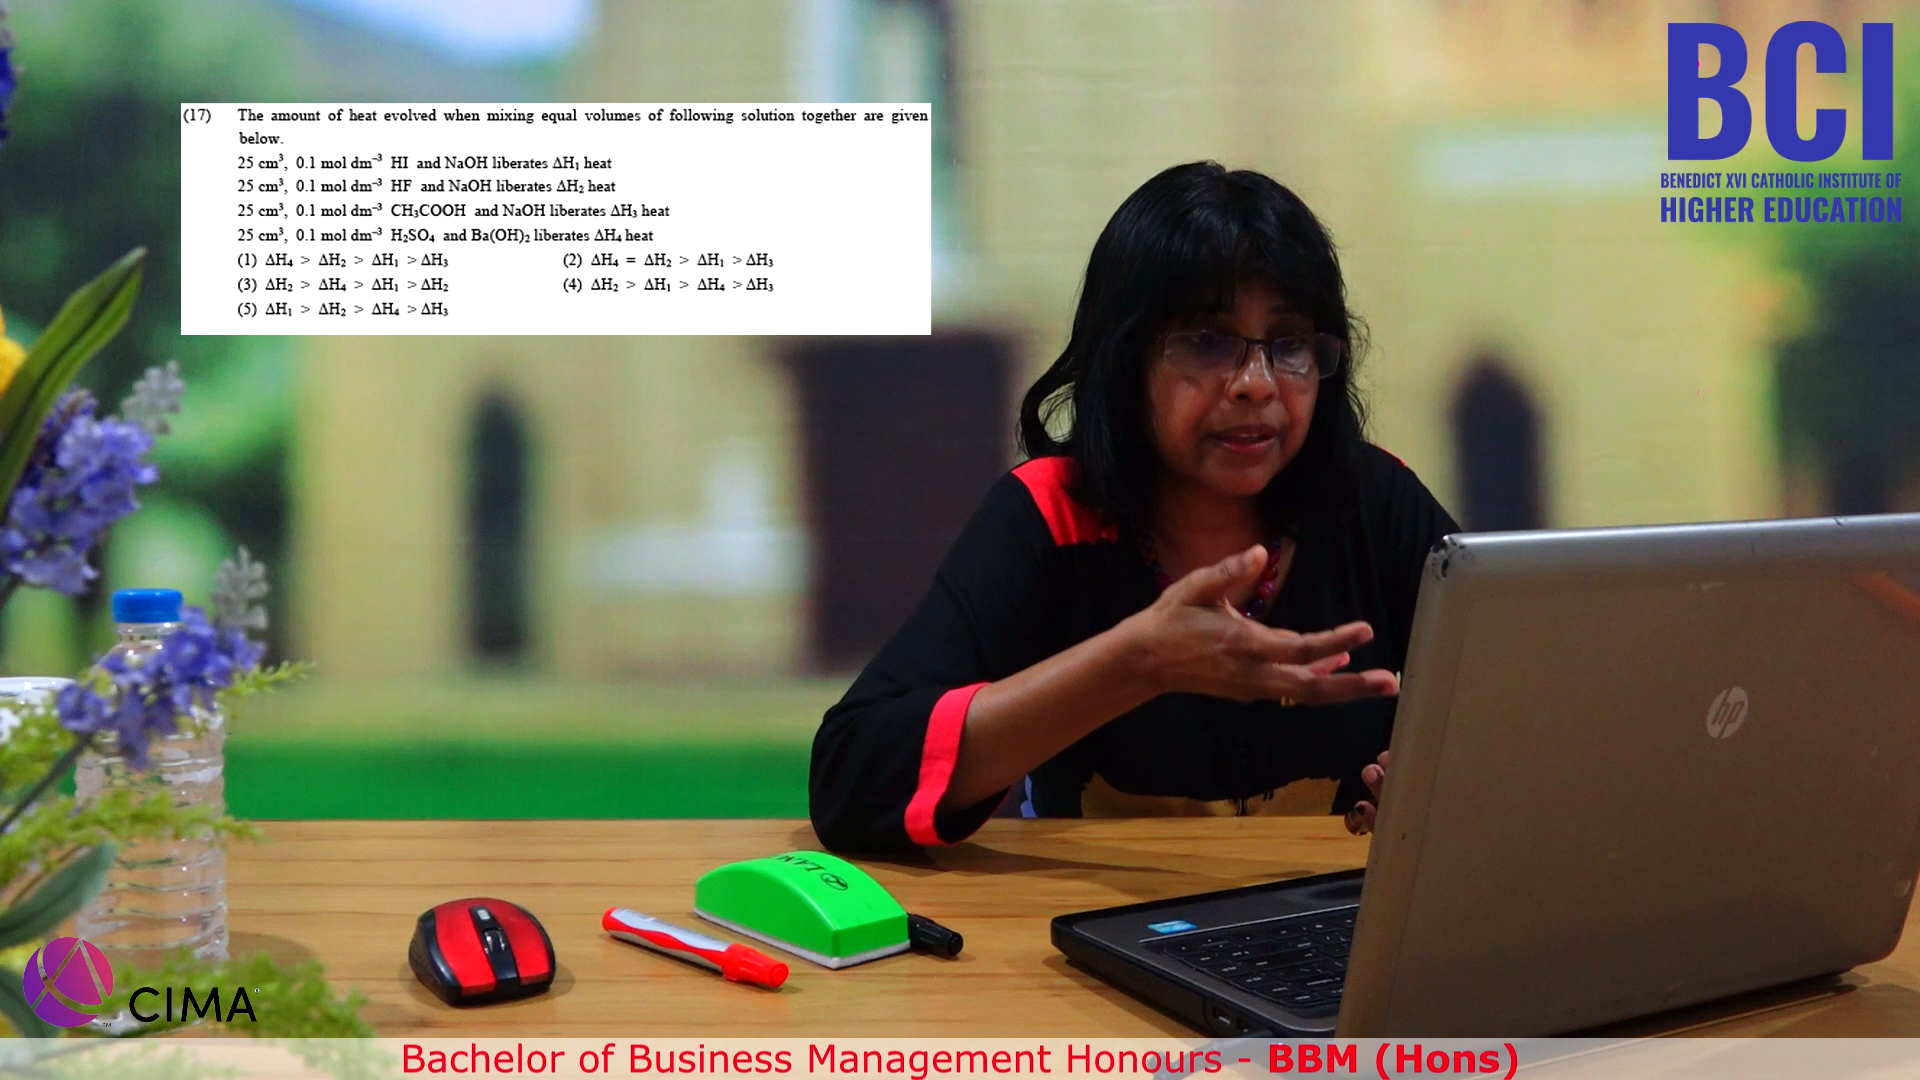 (17) The amount of heat evolved when mixing equal volumes of following solution together are given
below.
25 cm³, 0.1 mol dm⁻³ HI and NaOH liberates ΔH₁ heat
25 cm³, 0.1 mol dm⁻³ HF and NaOH liberates ΔH₂ heat
25 cm³, 0.1 mol dm⁻³ CH₃COOH and NaOH liberates ΔH₃ heat
25 cm³, 0.1 mol dm⁻³ H₂SO₄ and Ba(OH)₂ liberates ΔH₄ heat
(1) ΔH₄ > ΔH₂ > ΔH₁ > ΔH₃ (2) ΔH₄ = ΔH₂ > ΔH₁ > ΔH₃
(3) ΔH₂ > ΔH₄ > ΔH₁ > ΔH₂ (4) ΔH₂ > ΔH₁ > ΔH₄ > ΔH₃
(5) ΔH₁ > ΔH₂ > ΔH₄ > ΔH₃
BCI
BENEDICT XVI CATHOLIC INSTITUTE OF
HIGHER EDUCATION
hp
CIMA
Bachelor of Business Management Honours - BBM (Hons)